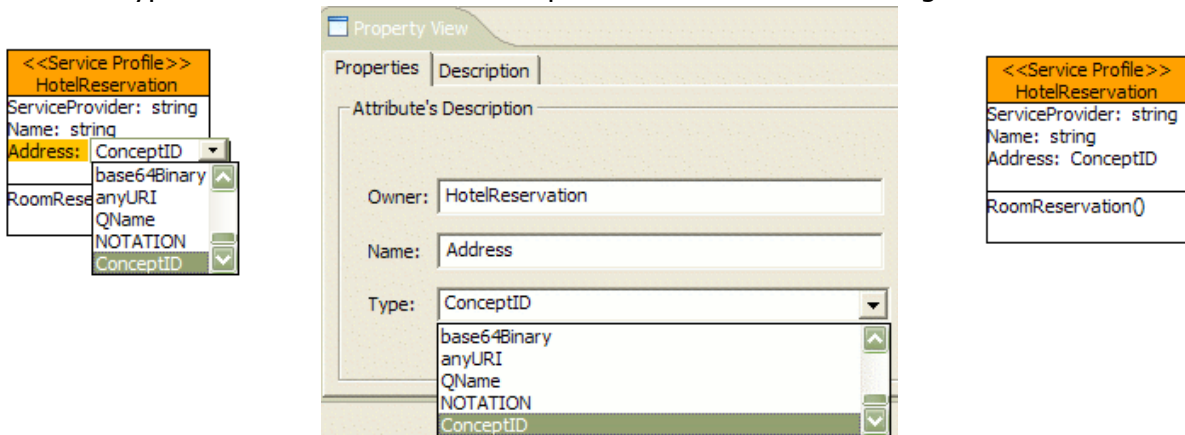 Property View
Properties
Description
Attribute's Description
Owner:
HotelReservation
Name:
Address
Type:
ConceptID
base64Binary
anyURI
QName
NOTATION
ConceptID
<<Service Profile>>
HotelReservation
ServiceProvider: string
Name: string
Address: ConceptID
base64Binary
anyURI
QName
NOTATION
ConceptID
RoomRese
<<Service Profile>>
HotelReservation
ServiceProvider: string
Name: string
Address: ConceptID
RoomReservation()